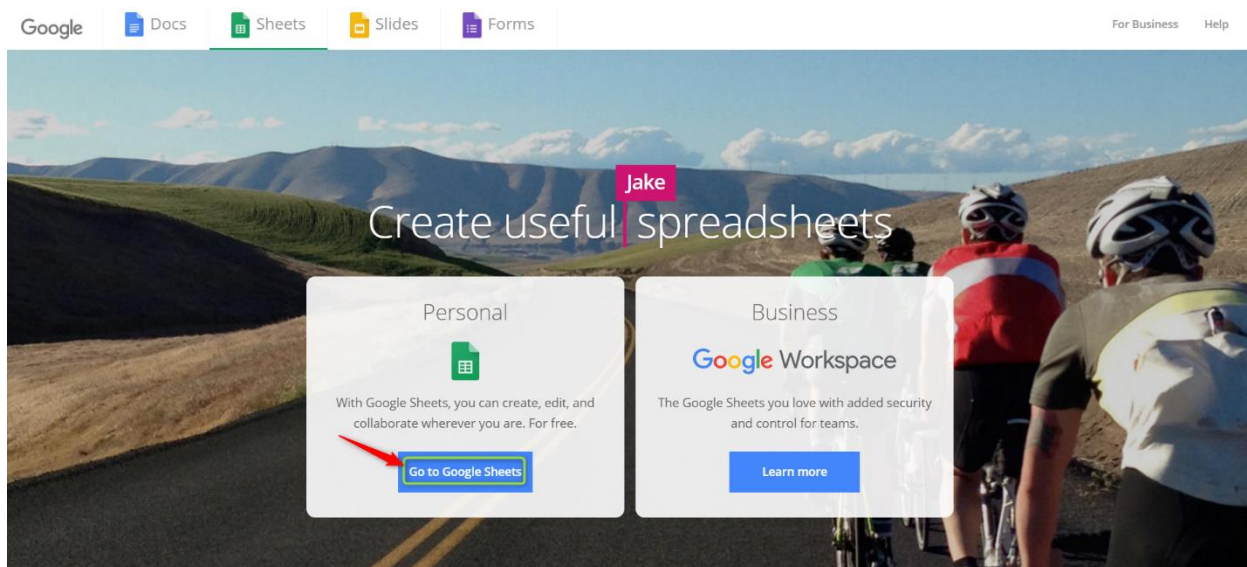 Google Docs Sheets Slides Forms For Business Help
Jake
Create useful spreadsheets
Personal
With Google Sheets, you can create, edit, and
collaborate wherever you are. For free.
Go to Google Sheets
Business
Google Workspace
The Google Sheets you love with added security
and control for teams.
Learn more